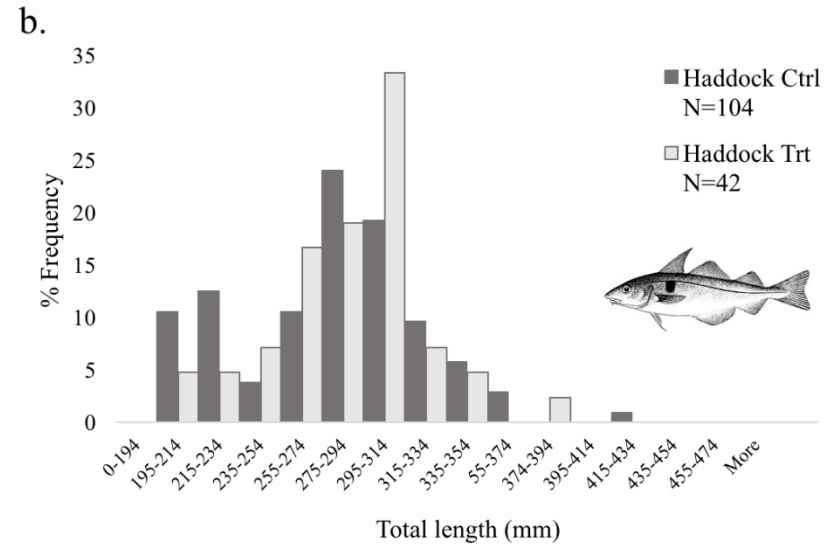 b.
35
30
25
20
15
10
5
0
% Frequency
Haddock Ctrl
N=104
Haddock Trt
N=42
0-194
195-214
215-234
235-254
255-274
275-294
295-314
315-334
335-354
55-374
374-394
395-414
415-434
435-454
455-474
More
Total length (mm)